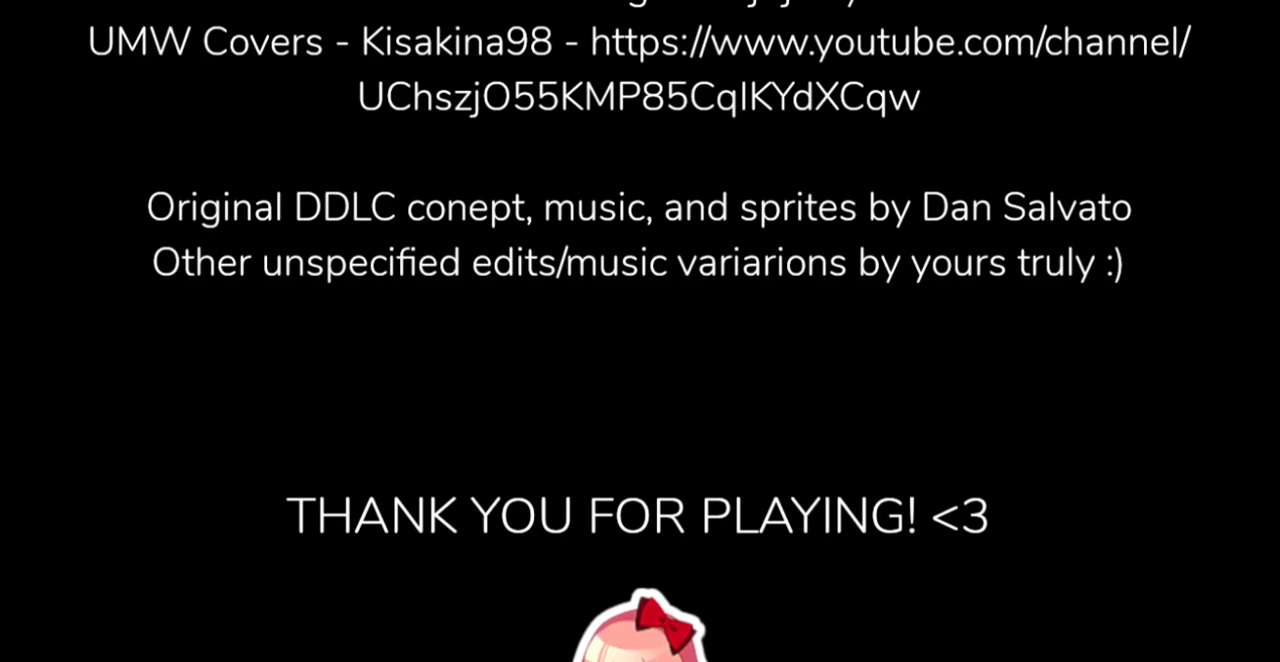 UMW Covers - Kisakina98 - https://www.youtube.com/channel/
UChszjO55KMP85CqIKYdXCqw
Original DDLC conept, music, and sprites by Dan Salvato
Other unspecified edits/music variarions by yours truly :)
THANK YOU FOR PLAYING! <3